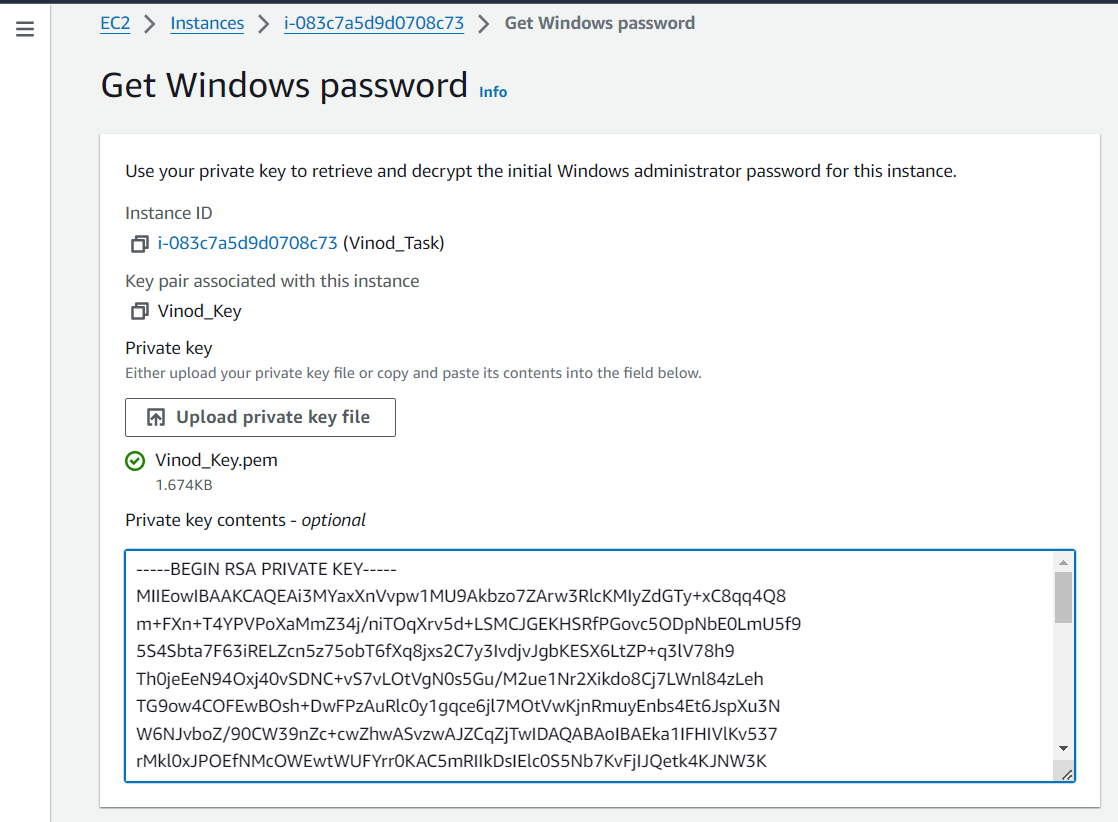 EC2 > Instances > i-083c7a5d9d0708c73 > Get Windows password
Get Windows password Info
Use your private key to retrieve and decrypt the initial Windows administrator password for this instance.
Instance ID
i-083c7a5d9d0708c73 (Vinod_Task)
Key pair associated with this instance
Vinod_Key
Private key
Either upload your private key file or copy and paste its contents into the field below.
Upload private key file
Vinod_Key.pem
1.674KB
Private key contents - optional
-----BEGIN RSA PRIVATE KEY-----
MIIEowIBAAKCAQEAi3MYaxXnVvpw1MU9Akbzo7ZArw3RlcKMIyZdGTy+xC8qq4Q8
m+FXn+T4YPVPoXaMmZ34j/niTOqXrv5d+LSMCJGEKHSRfPGovc5ODpNbE0LmU5f9
5S4Sbta7F63iRELZcn5z75obT6fXq8jxs2C7y3IvdjvJgbKESX6LtZP+q3lV78h9
Th0jeEeN94Oxj40vSDNC+vS7vLOtVgN0s5Gu/M2ue1Nr2Xikdo8Cj7LWnl84zLeh
TG9ow4COFEwBOsh+DwFPzAuRlc0y1gqce6jl7MOtVwKjnRmuyEnbs4Et6JspXu3N
W6NJvboZ/90CW39nZc+cwZhwASvzwAJZCqZjTwIDAQABAoIBAEka1IFHIVlKv537
rMkl0xJPOEfNMcOWEwtWUFYrr0KAC5mRIIkDsIElc0S5Nb7KvFjIJQetk4KJNW3K